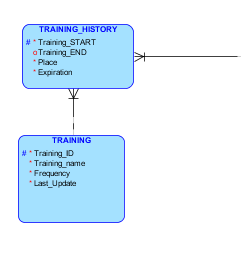 TRAINING_HISTORY
# * Training_START
o Training_END
* Place
* Expiration
TRAINING
# * Training_ID
* Training_name
* Frequency
* Last_Update